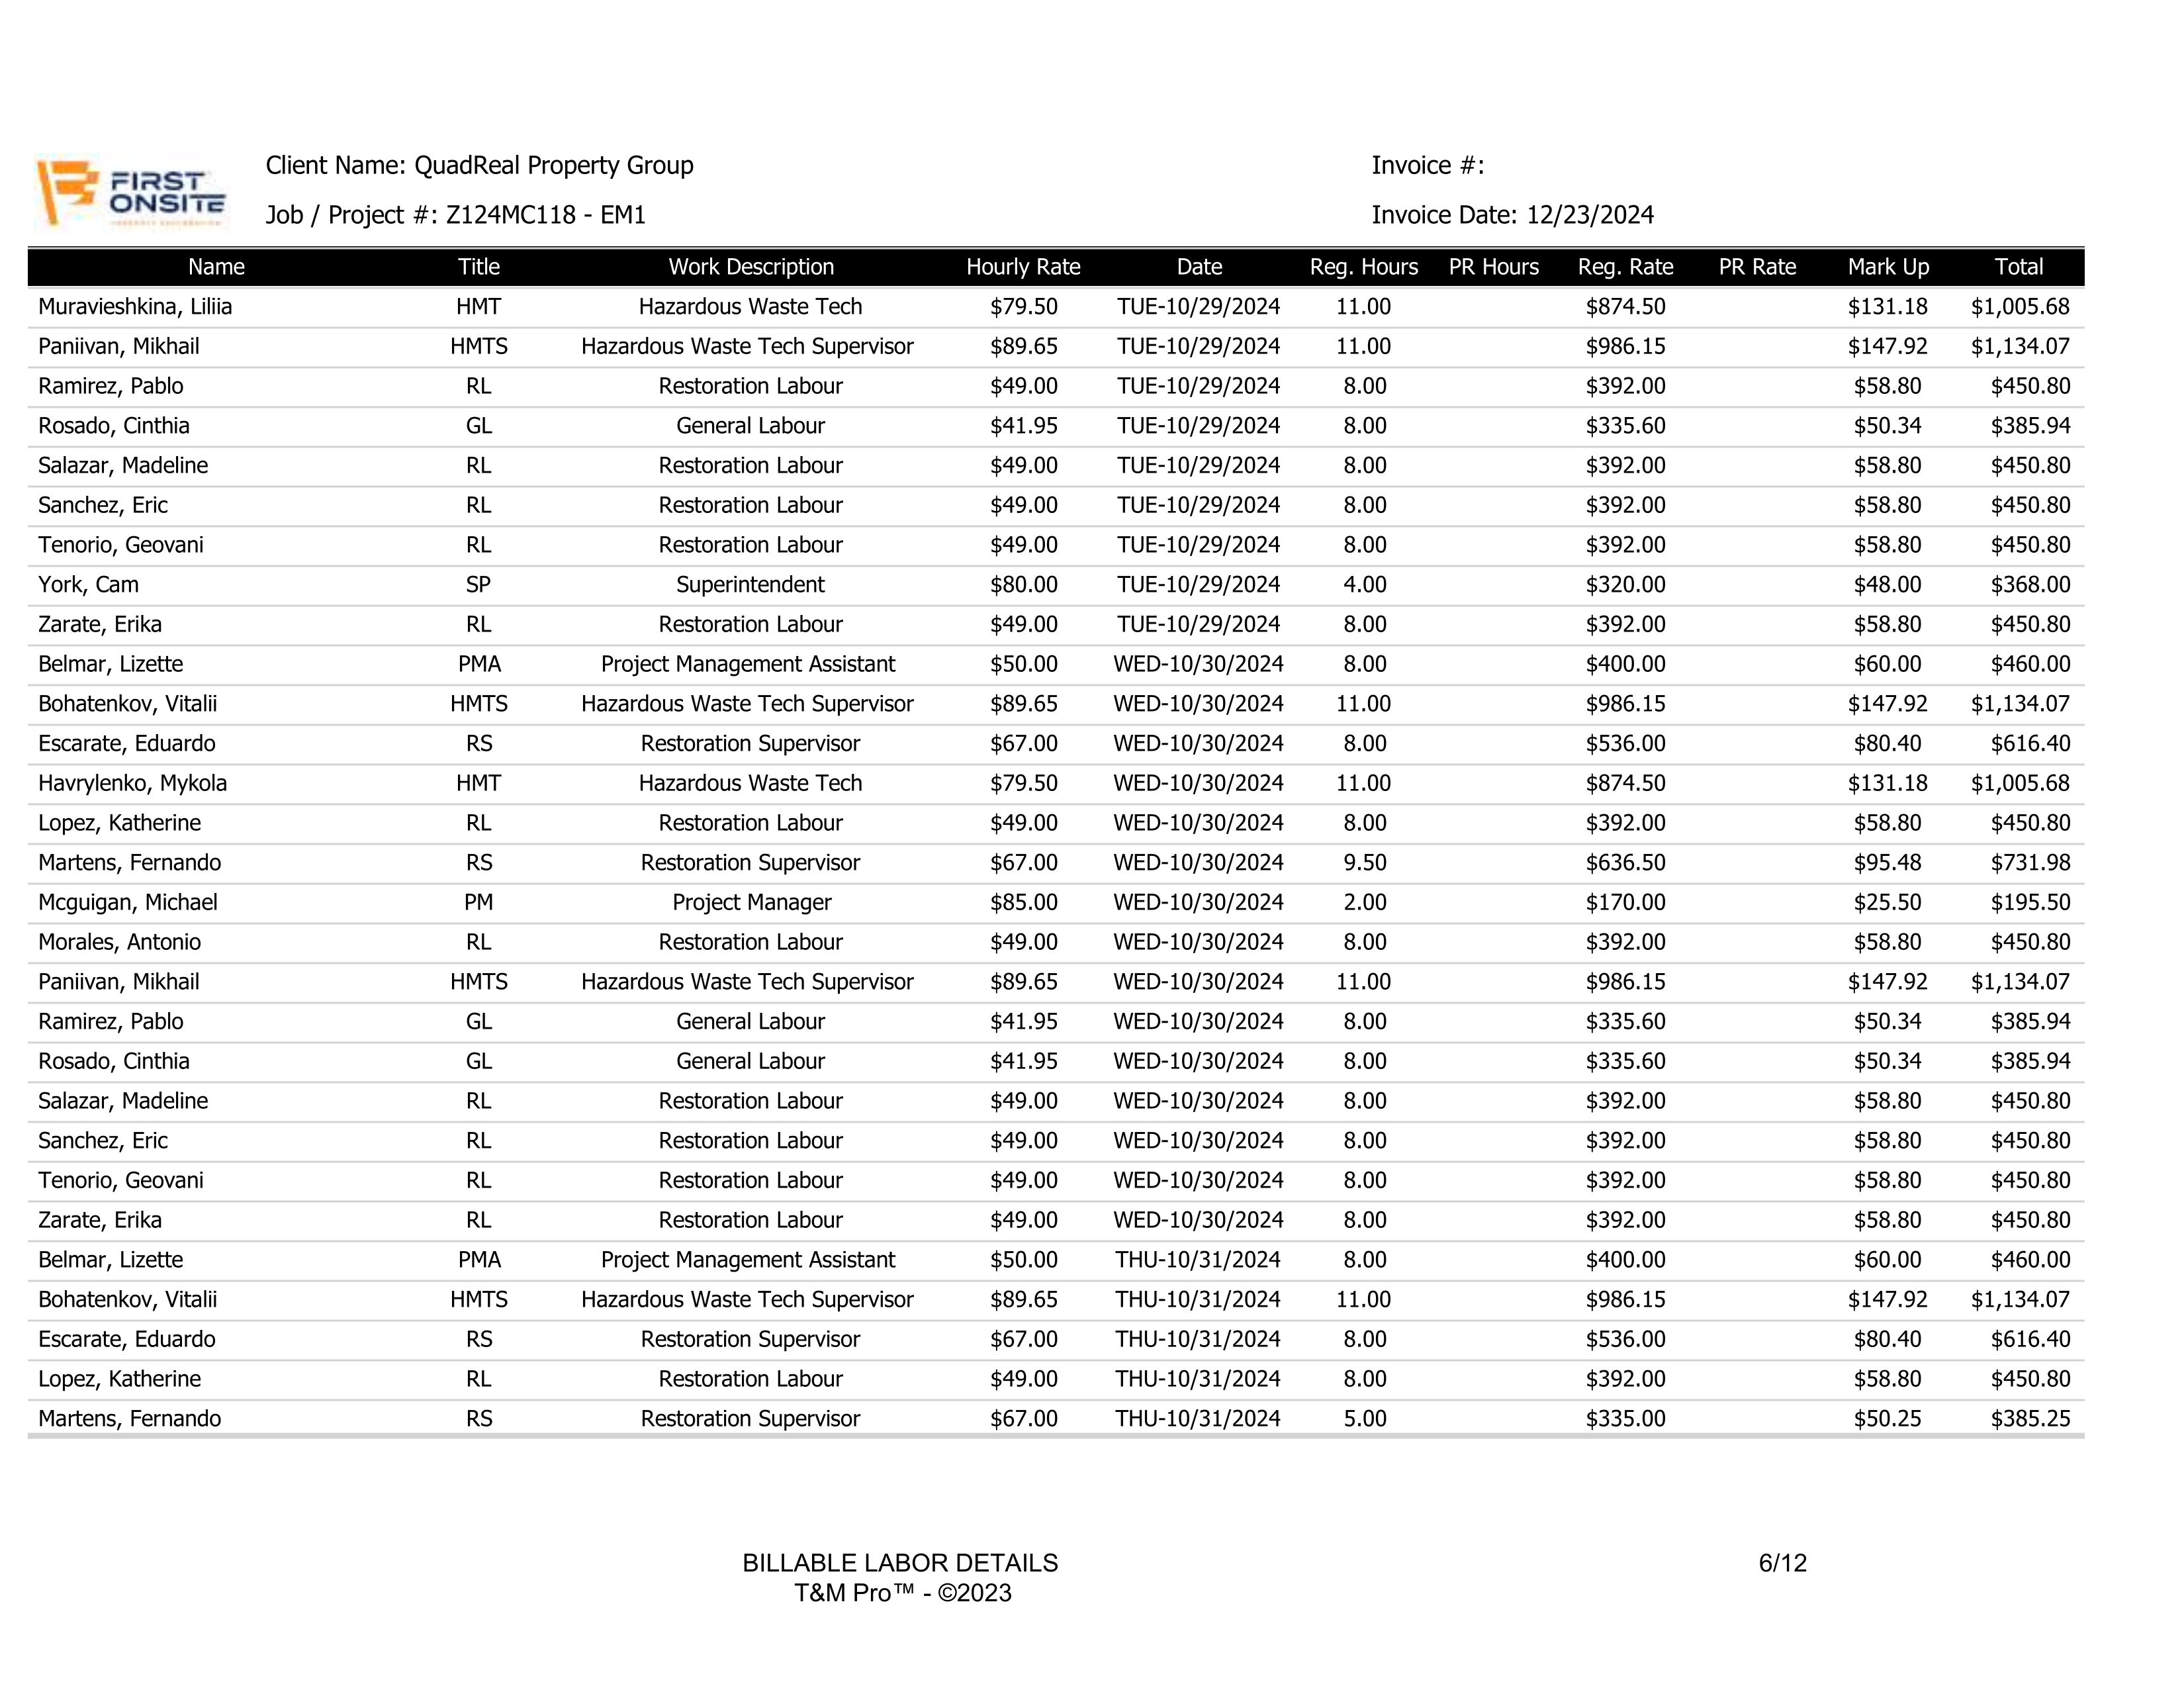 FIRST
ONSITE
Client Name: QuadReal Property Group
Invoice #:
Job / Project #: Z124MC118 - EM1
Invoice Date: 12/23/2024
Name Title Work Description Hourly Rate Date Reg. Hours PR Hours Reg. Rate PR Rate Mark Up Total
Muravieshkina, Liliia HMT Hazardous Waste Tech $79.50 TUE-10/29/2024 11.00 $874.50 $131.18 $1,005.68
Paniivan, Mikhail HMTS Hazardous Waste Tech Supervisor $89.65 TUE-10/29/2024 11.00 $986.15 $147.92 $1,134.07
Ramirez, Pablo RL Restoration Labour $49.00 TUE-10/29/2024 8.00 $392.00 $58.80 $450.80
Rosado, Cinthia GL General Labour $41.95 TUE-10/29/2024 8.00 $335.60 $50.34 $385.94
Salazar, Madeline RL Restoration Labour $49.00 TUE-10/29/2024 8.00 $392.00 $58.80 $450.80
Sanchez, Eric RL Restoration Labour $49.00 TUE-10/29/2024 8.00 $392.00 $58.80 $450.80
Tenorio, Geovani RL Restoration Labour $49.00 TUE-10/29/2024 8.00 $392.00 $58.80 $450.80
York, Cam SP Superintendent $80.00 TUE-10/29/2024 4.00 $320.00 $48.00 $368.00
Zarate, Erika RL Restoration Labour $49.00 TUE-10/29/2024 8.00 $392.00 $58.80 $450.80
Belmar, Lizette PMA Project Management Assistant $50.00 WED-10/30/2024 8.00 $400.00 $60.00 $460.00
Bohatenkov, Vitalii HMTS Hazardous Waste Tech Supervisor $89.65 WED-10/30/2024 11.00 $986.15 $147.92 $1,134.07
Escarate, Eduardo RS Restoration Supervisor $67.00 WED-10/30/2024 8.00 $536.00 $80.40 $616.40
Havrylenko, Mykola HMT Hazardous Waste Tech $79.50 WED-10/30/2024 11.00 $874.50 $131.18 $1,005.68
Lopez, Katherine RL Restoration Labour $49.00 WED-10/30/2024 8.00 $392.00 $58.80 $450.80
Martens, Fernando RS Restoration Supervisor $67.00 WED-10/30/2024 9.50 $636.50 $95.48 $731.98
Mcguigan, Michael PM Project Manager $85.00 WED-10/30/2024 2.00 $170.00 $25.50 $195.50
Morales, Antonio RL Restoration Labour $49.00 WED-10/30/2024 8.00 $392.00 $58.80 $450.80
Paniivan, Mikhail HMTS Hazardous Waste Tech Supervisor $89.65 WED-10/30/2024 11.00 $986.15 $147.92 $1,134.07
Ramirez, Pablo GL General Labour $41.95 WED-10/30/2024 8.00 $335.60 $50.34 $385.94
Rosado, Cinthia GL General Labour $41.95 WED-10/30/2024 8.00 $335.60 $50.34 $385.94
Salazar, Madeline RL Restoration Labour $49.00 WED-10/30/2024 8.00 $392.00 $58.80 $450.80
Sanchez, Eric RL Restoration Labour $49.00 WED-10/30/2024 8.00 $392.00 $58.80 $450.80
Tenorio, Geovani RL Restoration Labour $49.00 WED-10/30/2024 8.00 $392.00 $58.80 $450.80
Zarate, Erika RL Restoration Labour $49.00 WED-10/30/2024 8.00 $392.00 $58.80 $450.80
Belmar, Lizette PMA Project Management Assistant $50.00 THU-10/31/2024 8.00 $400.00 $60.00 $460.00
Bohatenkov, Vitalii HMTS Hazardous Waste Tech Supervisor $89.65 THU-10/31/2024 11.00 $986.15 $147.92 $1,134.07
Escarate, Eduardo RS Restoration Supervisor $67.00 THU-10/31/2024 8.00 $536.00 $80.40 $616.40
Lopez, Katherine RL Restoration Labour $49.00 THU-10/31/2024 8.00 $392.00 $58.80 $450.80
Martens, Fernando RS Restoration Supervisor $67.00 THU-10/31/2024 5.00 $335.00 $50.25 $385.25
BILLABLE LABOR DETAILS
6/12
T&M Pro™ - ©2023